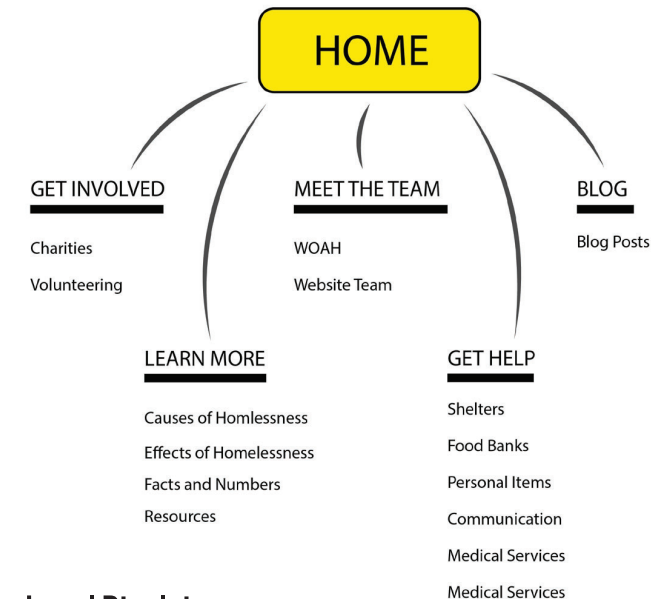 HOME
GET INVOLVED
Charities
Volunteering
MEET THE TEAM
WOAH
Website Team
BLOG
Blog Posts
LEARN MORE
Causes of Homlessness
Effects of Homelessness
Facts and Numbers
Resources
GET HELP
Shelters
Food Banks
Personal Items
Communication
Medical Services
Medical Services